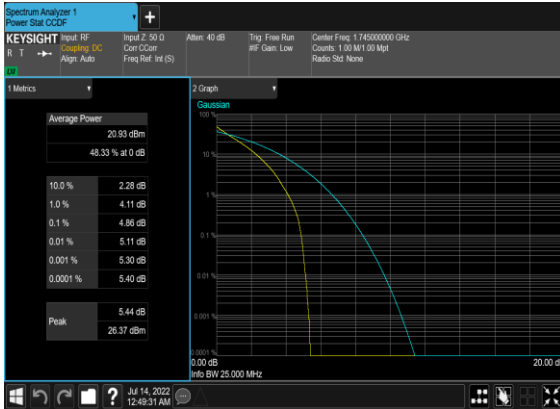 Spectrum Analyzer 1
Power Stat CCDF
KEYSIGHT
R T
Input: RF
Coupling: DC
Align: Auto
Input Z: 50 Ω
Corr CCorr
Freq Ref: Int (S)
Atten: 40 dB
Trig: Free Run
#IF Gain: Low
Center Freq: 1.745000000 GHz
Counts: 1.00 M/1.00 Mpt
Radio Std: None
1 Metrics
Average Power
20.93 dBm
48.33 % at 0 dB
10.0 % 2.28 dB
1.0 % 4.11 dB
0.1 % 4.86 dB
0.01 % 5.11 dB
0.001 % 5.30 dB
0.0001 % 5.40 dB
Peak
5.44 dB
26.37 dBm
2 Graph
Gaussian
100 %
10 %
1 %
0.1 %
0.01 %
0.001 %
0.0001 %
0.00 dB
20.00 d
Info BW 25.000 MHz
?
Jul 14, 2022
12:49:31 AM